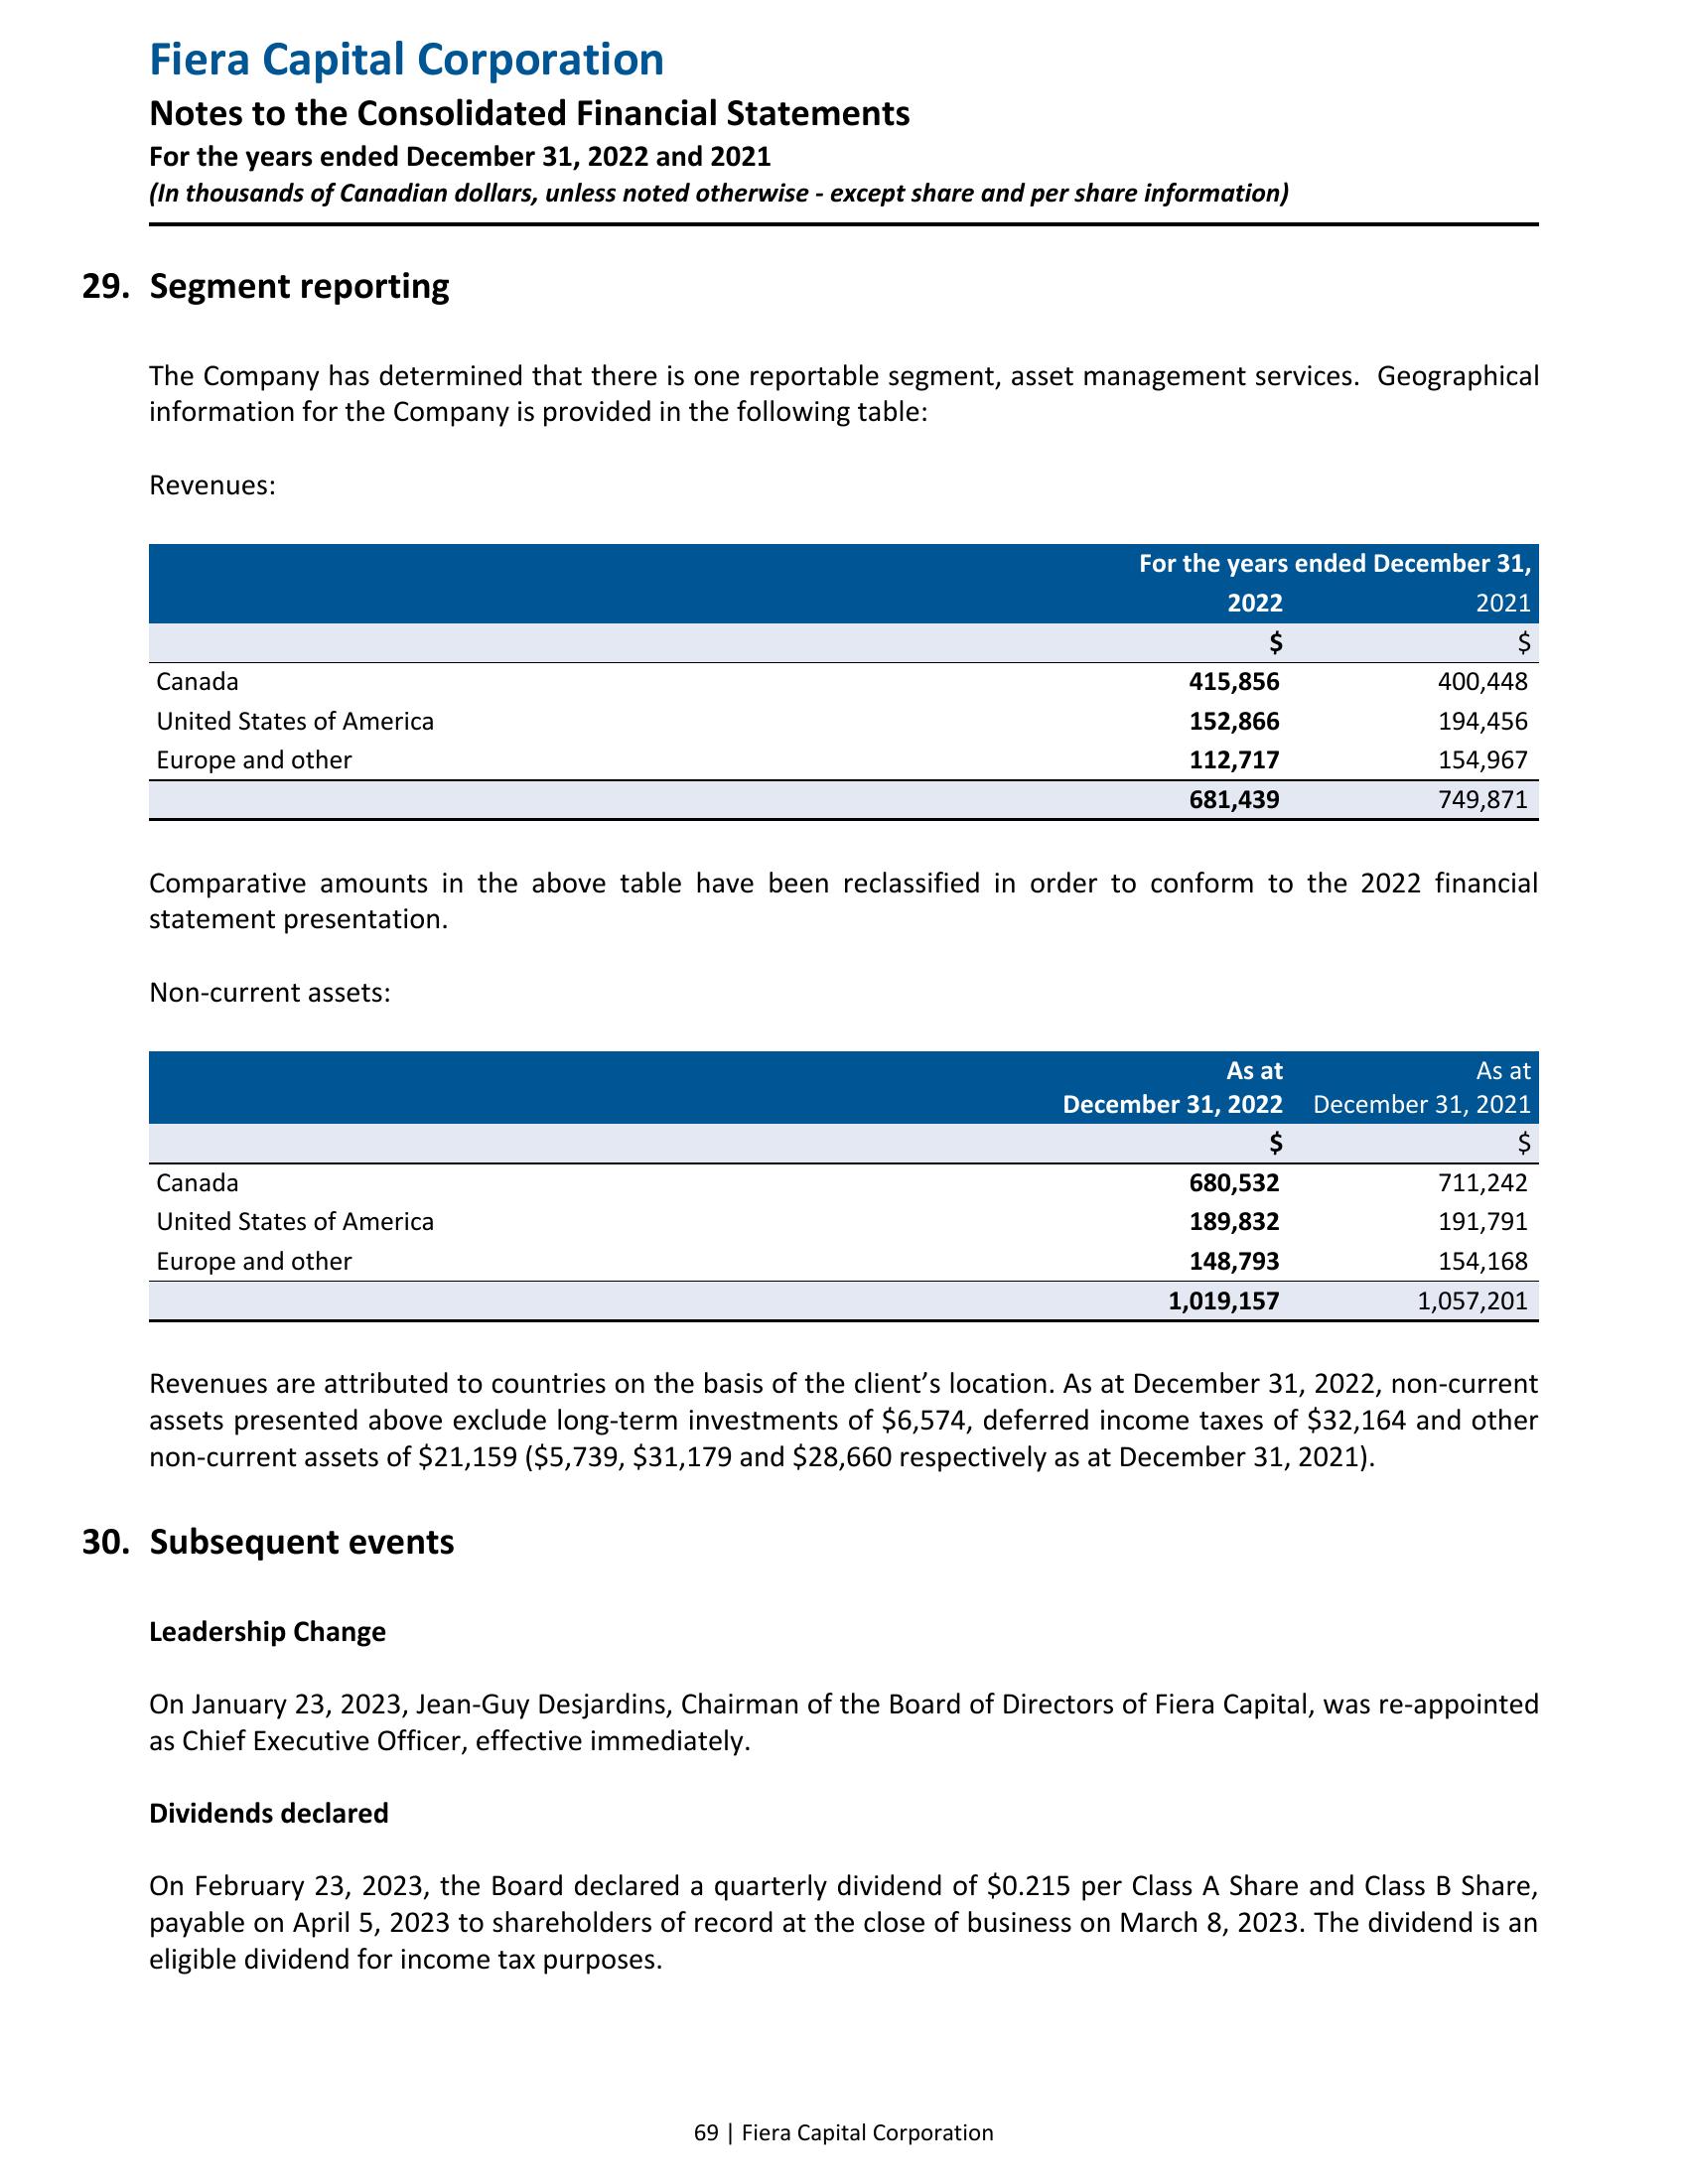 Fiera Capital Corporation
Notes to the Consolidated Financial Statements
For the years ended December 31, 2022 and 2021
(In thousands of Canadian dollars, unless noted otherwise - except share and per share information)
29. Segment reporting
The Company has determined that there is one reportable segment, asset management services. Geographical
information for the Company is provided in the following table:
Revenues:
For the years ended December 31,
2022 2021
$ $
Canada 415,856 400,448
United States of America 152,866 194,456
Europe and other 112,717 154,967
681,439 749,871
Comparative amounts in the above table have been reclassified in order to conform to the 2022 financial
statement presentation.
Non-current assets:
As at As at
December 31, 2022 December 31, 2021
$ $
Canada 680,532 711,242
United States of America 189,832 191,791
Europe and other 148,793 154,168
1,019,157 1,057,201
Revenues are attributed to countries on the basis of the client’s location. As at December 31, 2022, non-current
assets presented above exclude long-term investments of $6,574, deferred income taxes of $32,164 and other
non-current assets of $21,159 ($5,739, $31,179 and $28,660 respectively as at December 31, 2021).
30. Subsequent events
Leadership Change
On January 23, 2023, Jean-Guy Desjardins, Chairman of the Board of Directors of Fiera Capital, was re-appointed
as Chief Executive Officer, effective immediately.
Dividends declared
On February 23, 2023, the Board declared a quarterly dividend of $0.215 per Class A Share and Class B Share,
payable on April 5, 2023 to shareholders of record at the close of business on March 8, 2023. The dividend is an
eligible dividend for income tax purposes.
69 | Fiera Capital Corporation